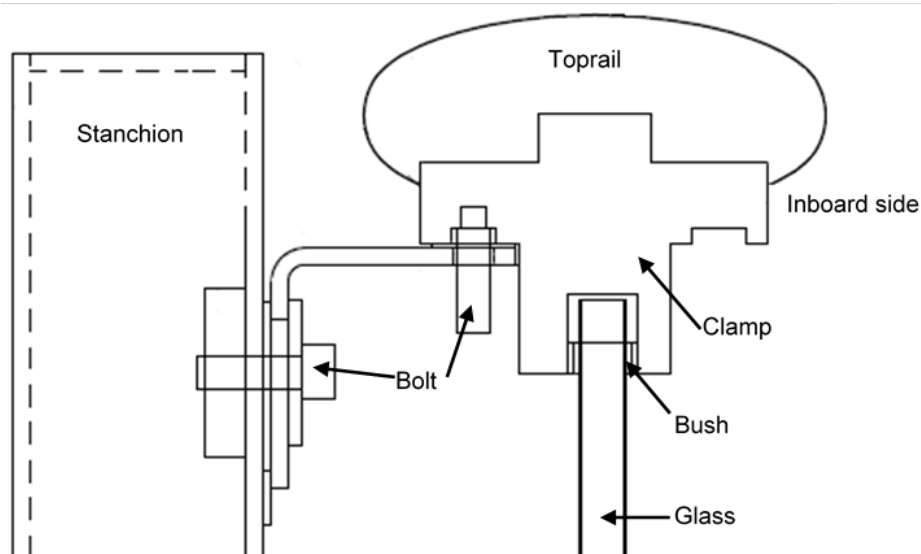 Toprail
Stanchion
Inboard side
Clamp
Bolt
Bush
Glass